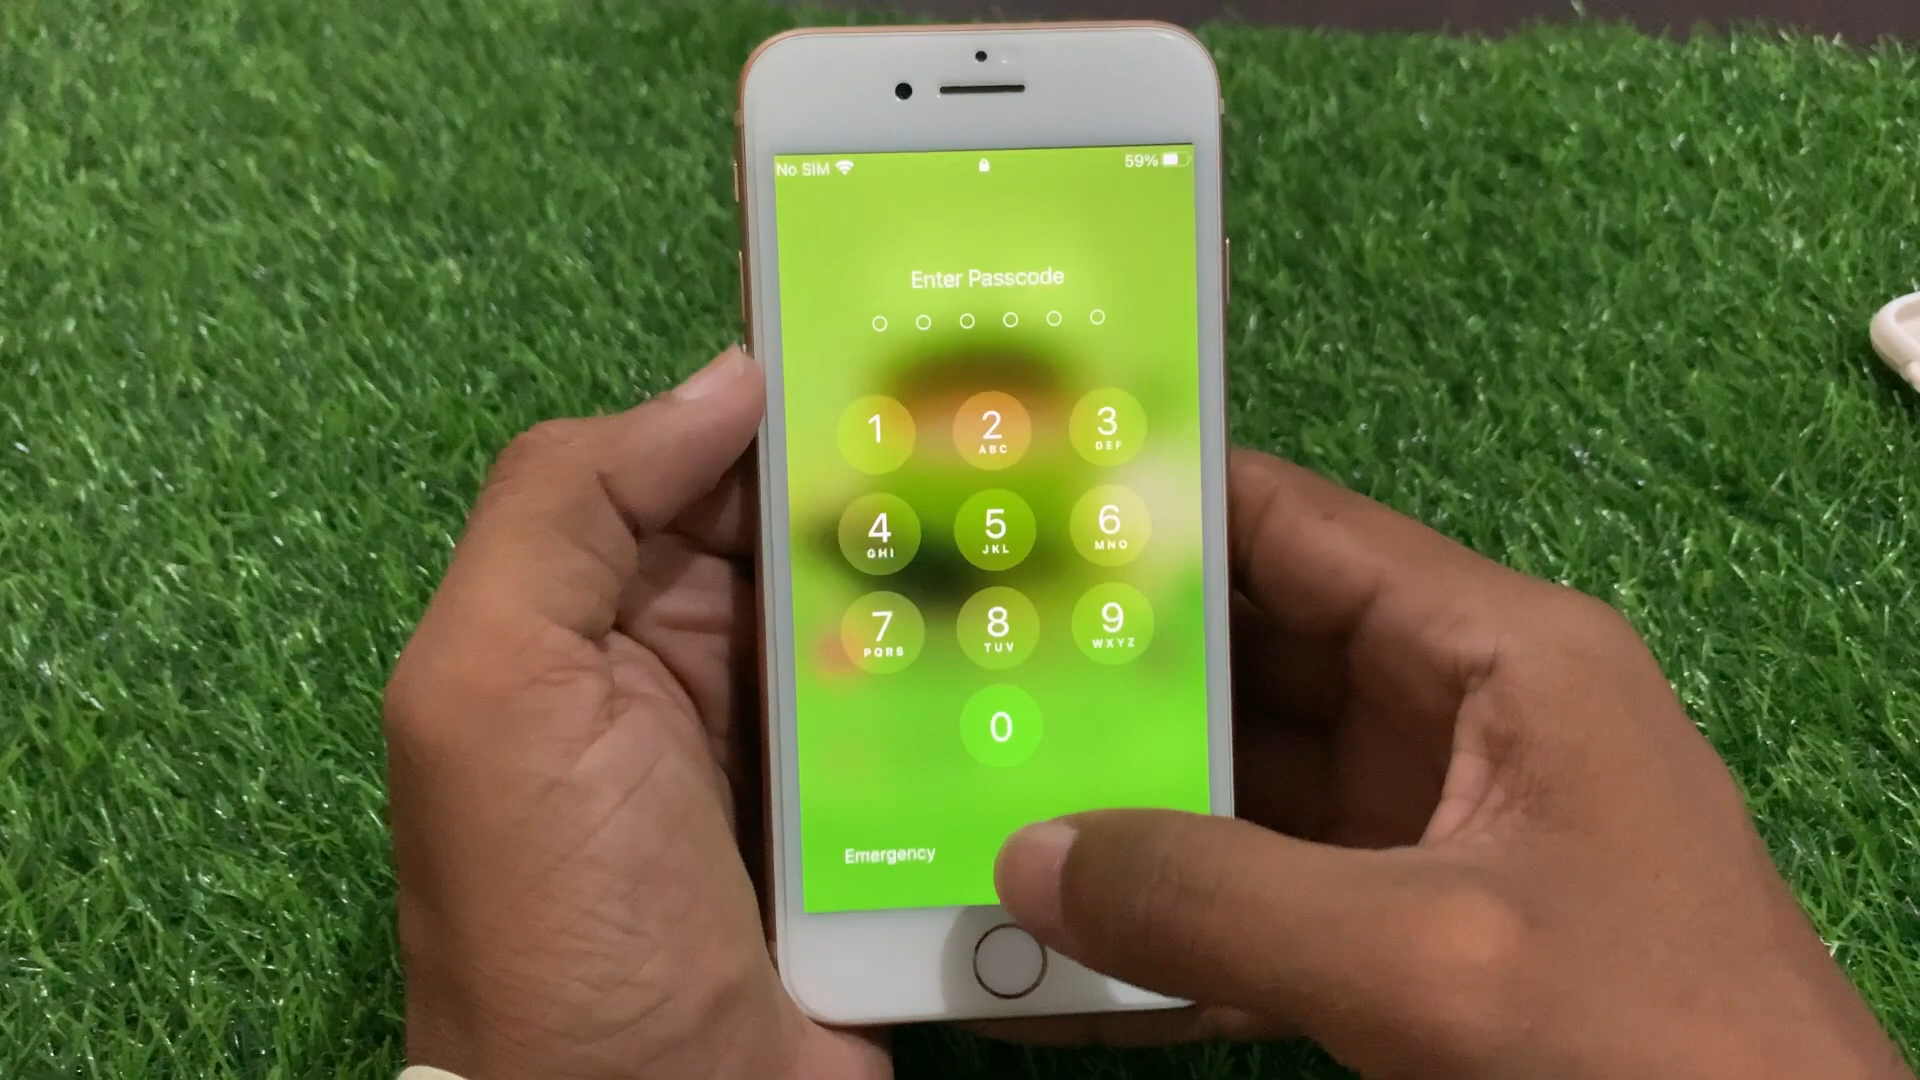 No SIM 59%
Enter Passcode
1 2 3
ABC DEF
4 5 6
GHI JKL MNO
7 8 9
PQRS TUV WXYZ
0
Emergency